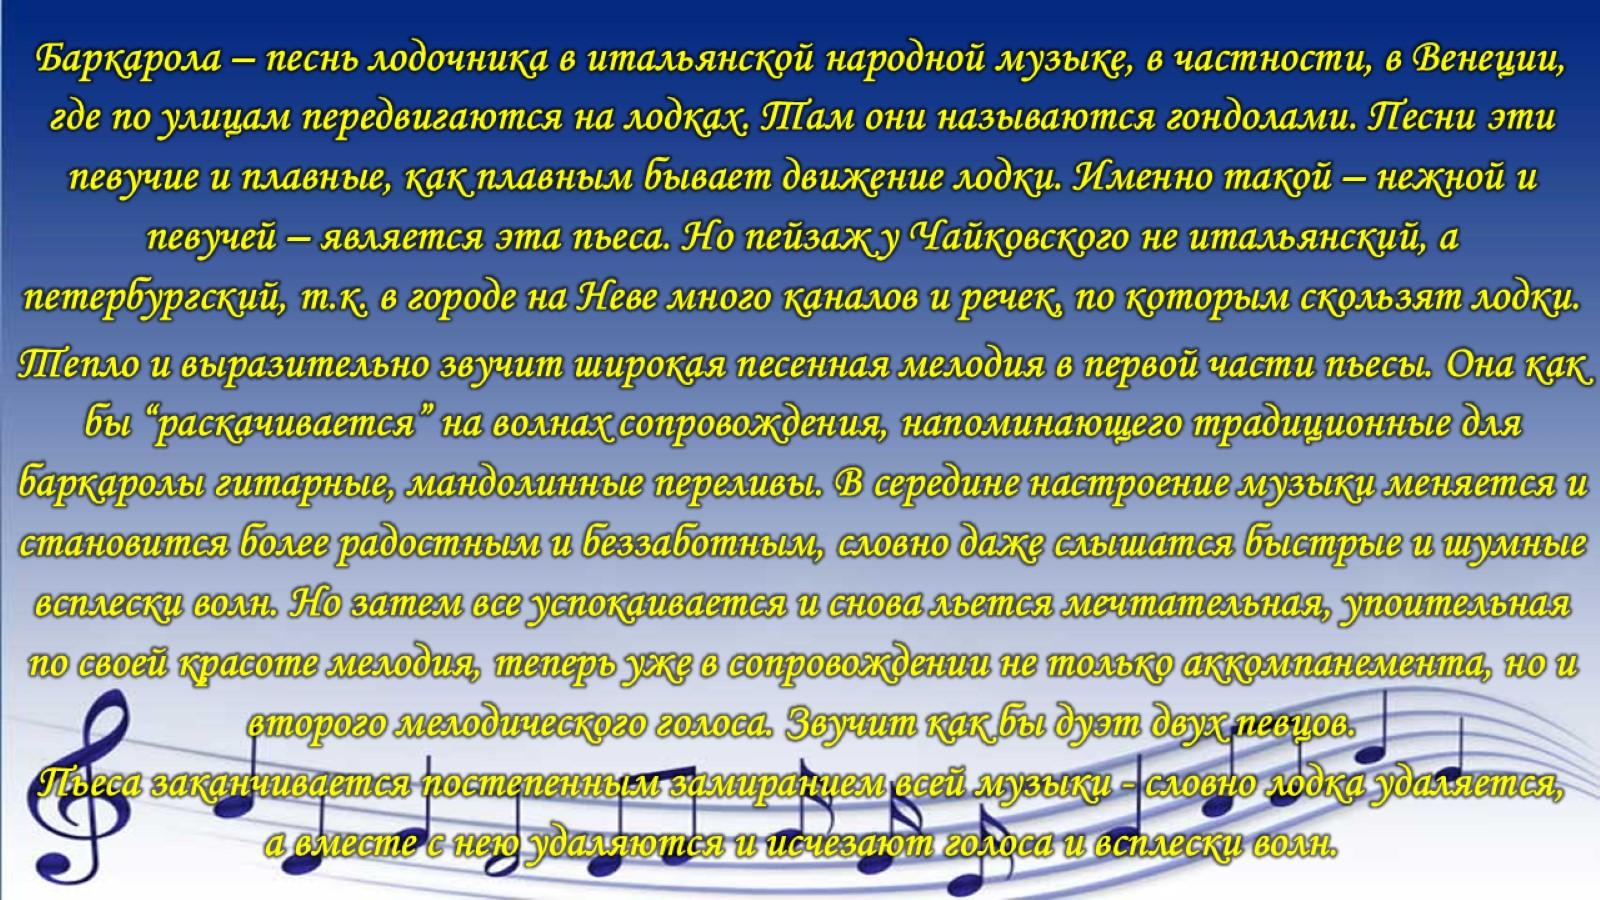 Баркарола – песнь лодочника в итальянской народной музыке, в частности, в Венеции,
где по улицам передвигаются на лодках. Там они называются гондолами. Песни эти
певучие и плавные, как плавным бывает движение лодки. Именно такой – нежной и
певучей – является эта пьеса. Но пейзаж у Чайковского не итальянский, а
петербургский, т.к. в городе на Неве много каналов и речек, по которым скользят лодки.
Тепло и выразительно звучит широкая песенная мелодия в первой части пьесы. Она как
бы “раскачивается” на волнах сопровождения, напоминающего традиционные для
баркаролы гитарные, мандолинные переливы. В середине настроение музыки меняется и
становится более радостным и беззаботным, словно даже слышатся быстрые и шумные
всплески волн. Но затем все успокаивается и снова льется мечтательная, упоительная
по своей красоте мелодия, теперь уже в сопровождении не только аккомпанемента, но и
второго мелодического голоса. Звучит как бы дуэт двух певцов.
Пьеса заканчивается постепенным замиранием всей музыки - словно лодка удаляется,
а вместе с нею удаляются и исчезают голоса и всплески волн.